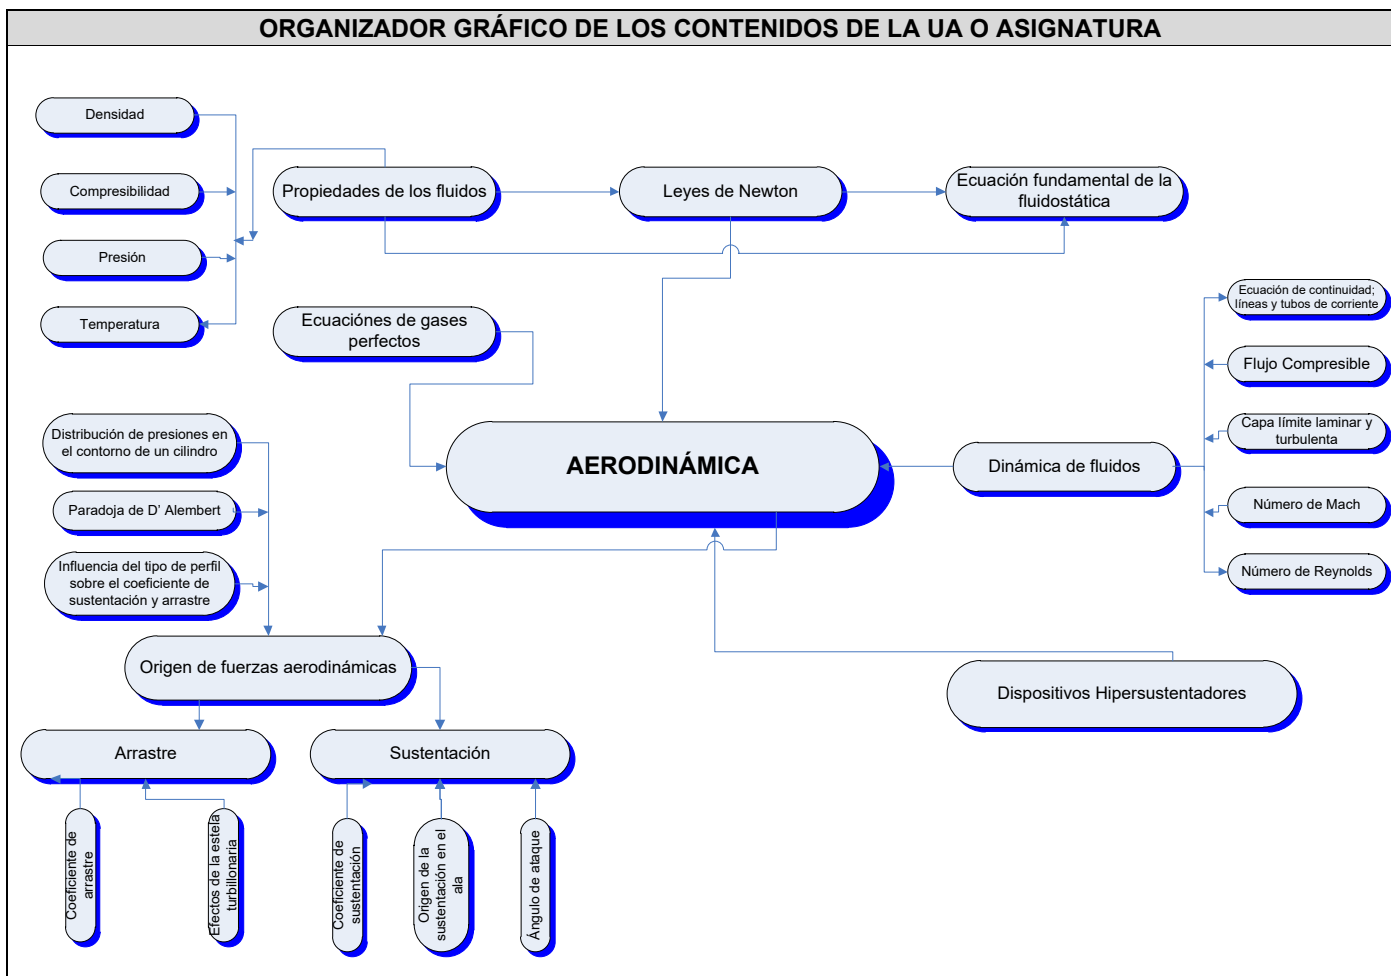 ORGANIZADOR GRÁFICO DE LOS CONTENIDOS DE LA UA O ASIGNATURA
Densidad
Compresibilidad
Presión
Temperatura
Propiedades de los fluidos
Leyes de Newton
Ecuación fundamental de la
fluidostática
Ecuaciónes de gases
perfectos
Ecuación de continuidad;
líneas y tubos de corriente
Flujo Compresible
Capa límite laminar y
turbulenta
Número de Mach
Número de Reynolds
Distribución de presiones en
el contorno de un cilindro
Paradoja de D' Alembert
Influencia del tipo de perfil
sobre el coeficiente de
sustentación y arrastre
AERODINÁMICA
Dinámica de fluidos
Origen de fuerzas aerodinámicas
Dispositivos Hipersustentadores
Arrastre
Sustentación
Coeficiente de
arrastre
Efectos de la estela
turbillonaria
Coeficiente de
sustentación
Origen de la
sustentación en el
ala
Ángulo de ataque